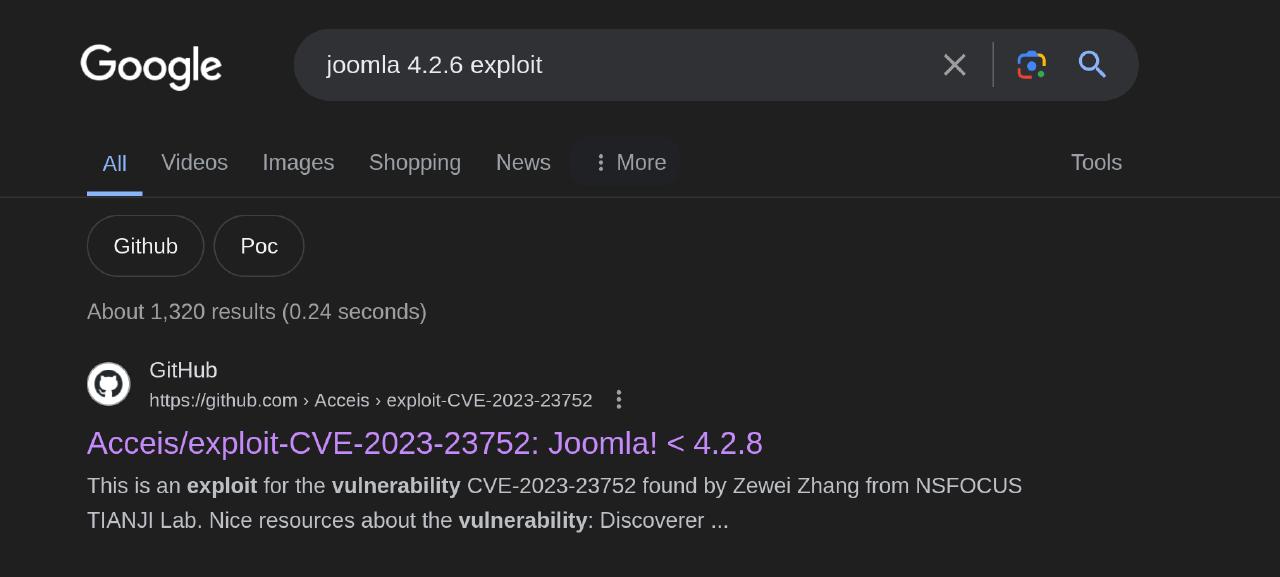 Google
joomla 4.2.6 exploit
All Videos Images Shopping News More Tools
Github Poc
About 1,320 results (0.24 seconds)
GitHub
https://github.com › Acceis › exploit-CVE-2023-23752
Acceis/exploit-CVE-2023-23752: Joomla! < 4.2.8
This is an exploit for the vulnerability CVE-2023-23752 found by Zewei Zhang from NSFOCUS
TIANJI Lab. Nice resources about the vulnerability: Discoverer ...